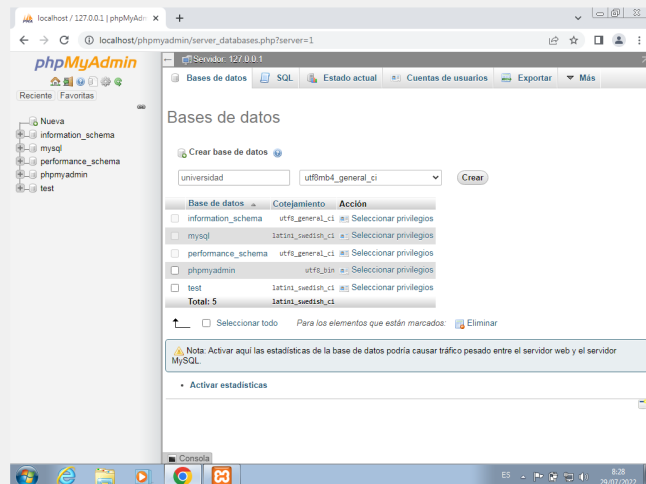 localhost / 127.0.0.1 | phpMyAdm
localhost/phpmyadmin/server_databases.php?server=1
phpMyAdmin
Reciente Favoritas
Nueva
information_schema
mysql
performance_schema
phpmyadmin
test
Servidor: 127.0.0.1
Bases de datos SQL Estado actual Cuentas de usuarios Exportar Más
Bases de datos
Crear base de datos
universidad utf8mb4_general_ci Crear
Base de datos Cotejamiento Acción
information_schema utf8_general_ci Seleccionar privilegios
mysql latin1_swedish_ci Seleccionar privilegios
performance_schema utf8_general_ci Seleccionar privilegios
phpmyadmin utf8_bin Seleccionar privilegios
test latin1_swedish_ci Seleccionar privilegios
Total: 5 latin1_swedish_ci
Seleccionar todo Para los elementos que están marcados: Eliminar
Nota: Activar aquí las estadísticas de la base de datos podría causar tráfico pesado entre el servidor web y el servidor
MySQL.
• Activar estadísticas
Consola
ES 8:28
29/07/2022